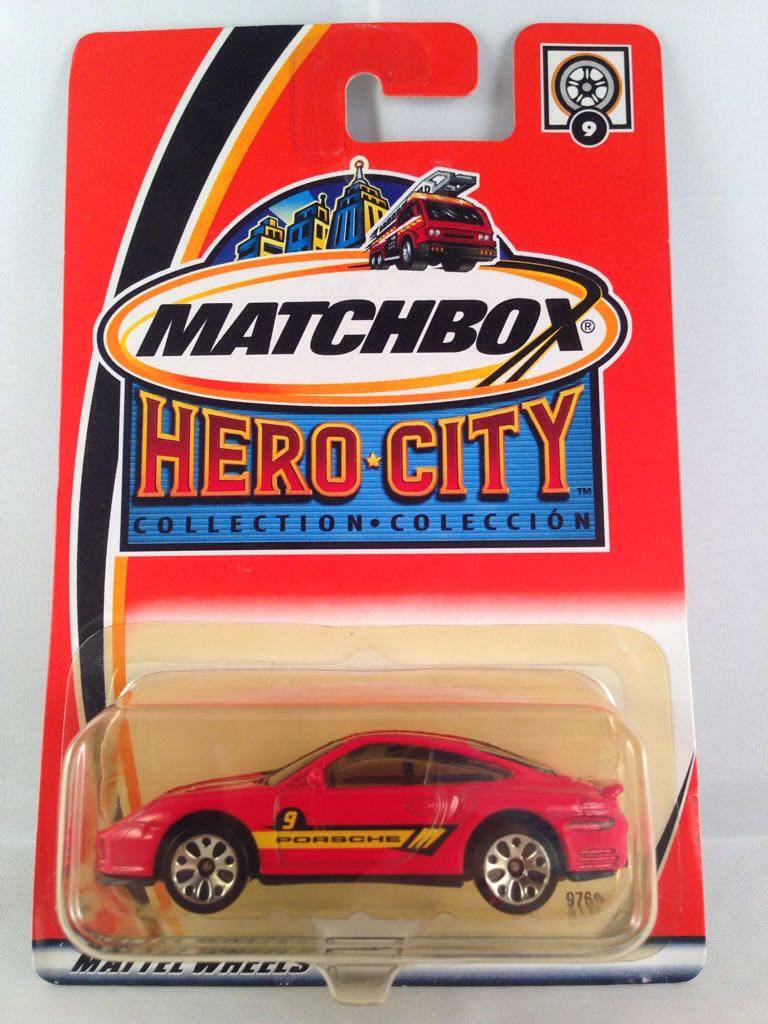 9
MATCHBOX®
HERO★CITY™
COLLECTION•COLECCIÓN
9
PORSCHE
MATTEL WHEELS